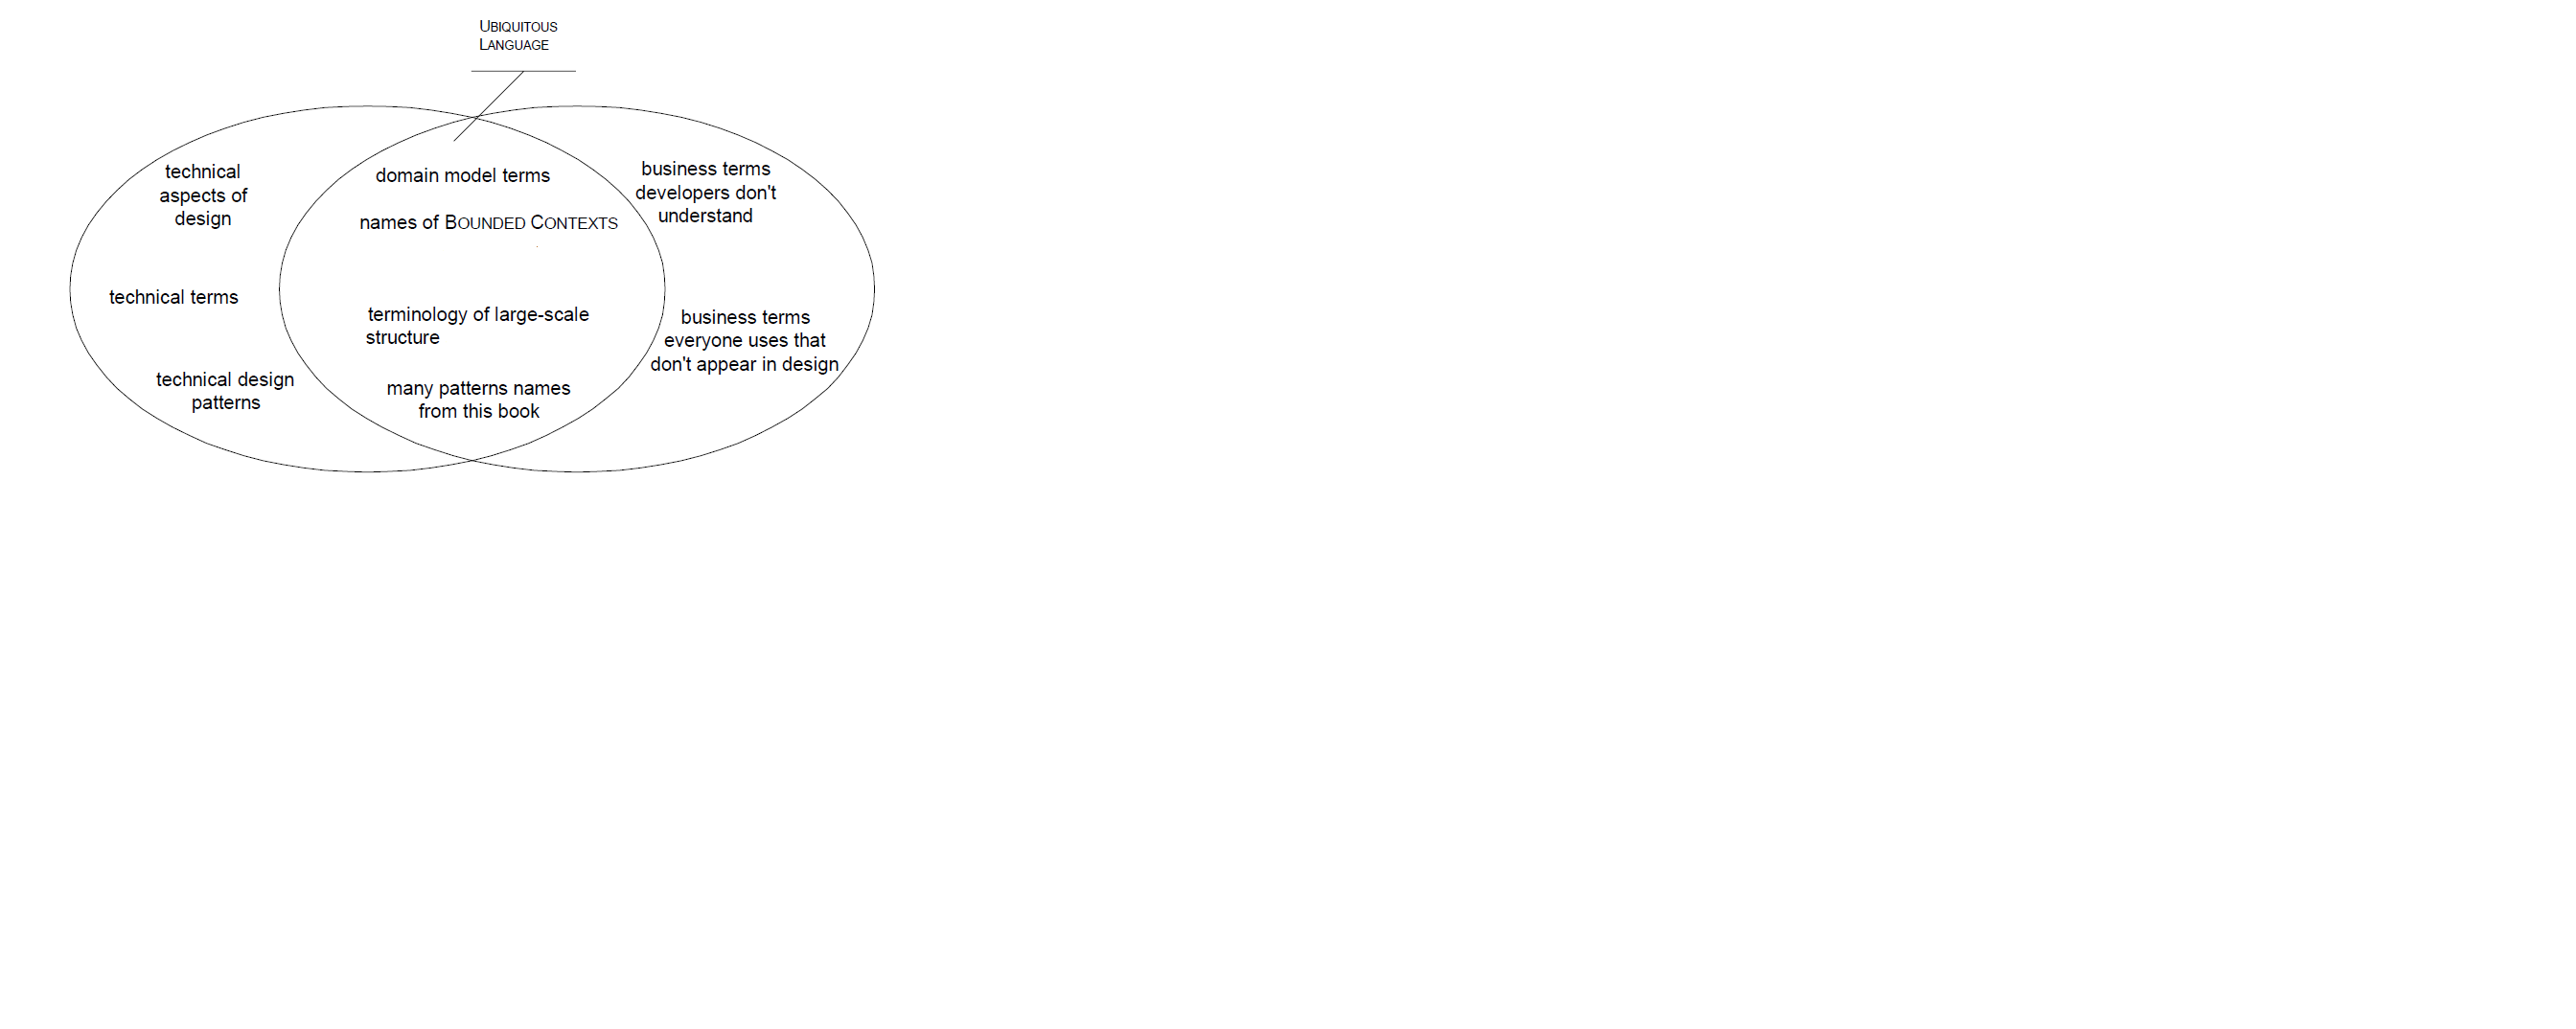 UBIQUITOUS
LANGUAGE
technical
aspects of
design
technical terms
technical design
patterns
domain model terms
names of BOUNDED CONTEXTS
terminology of large-scale
structure
many patterns names
from this book
business terms
developers don't
understand
business terms
everyone uses that
don't appear in design